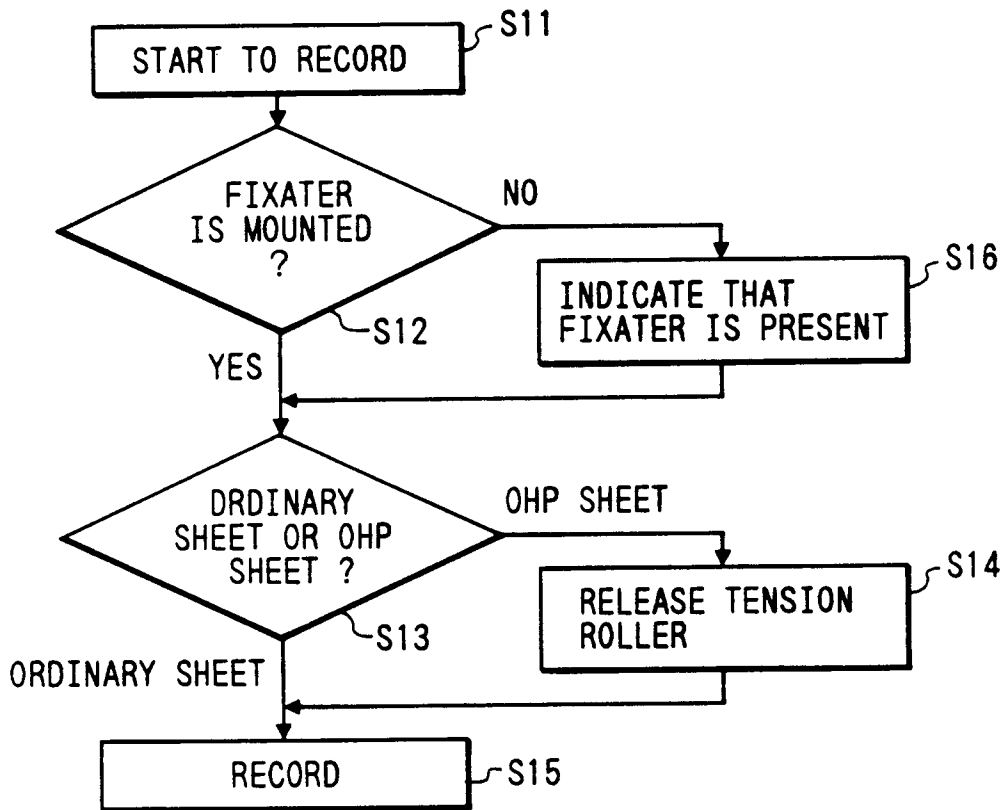 S11
START TO RECORD
FIXATER
IS MOUNTED
?
NO
S12
YES
S16
INDICATE THAT
FIXATER IS PRESENT
DRDINARY
SHEET OR OHP
SHEET ?
OHP SHEET
S13
ORDINARY SHEET
S14
RELEASE TENSION
ROLLER
RECORD
S15